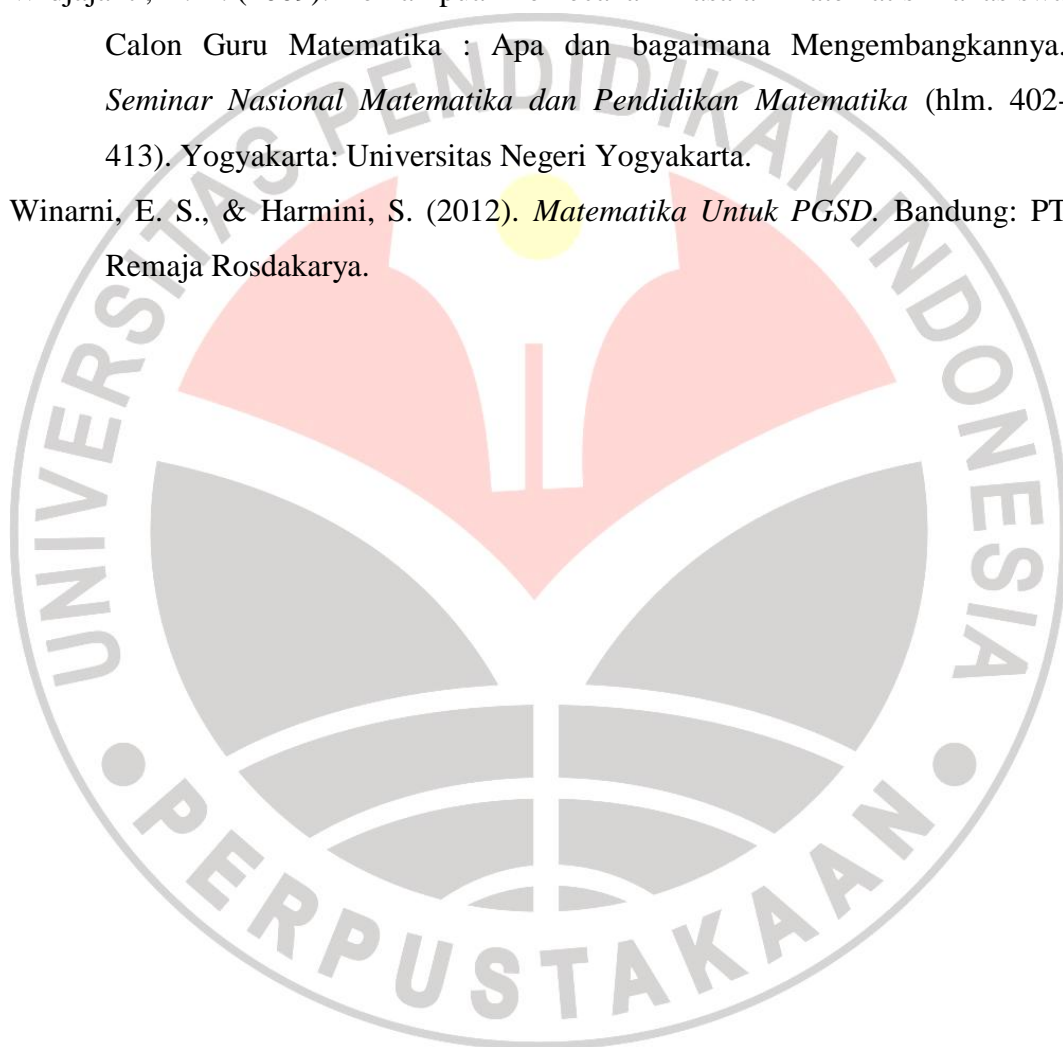 Calon Guru Matematika : Apa dan bagaimana Mengembangkannya.
Seminar Nasional Matematika dan Pendidikan Matematika (hlm. 402-
413). Yogyakarta: Universitas Negeri Yogyakarta.
Winarni, E. S., & Harmini, S. (2012). Matematika Untuk PGSD. Bandung: PT
Remaja Rosdakarya.
UNIVERSITAS PENDIDIKAN INDONESIA
PERPUSTAKAAN